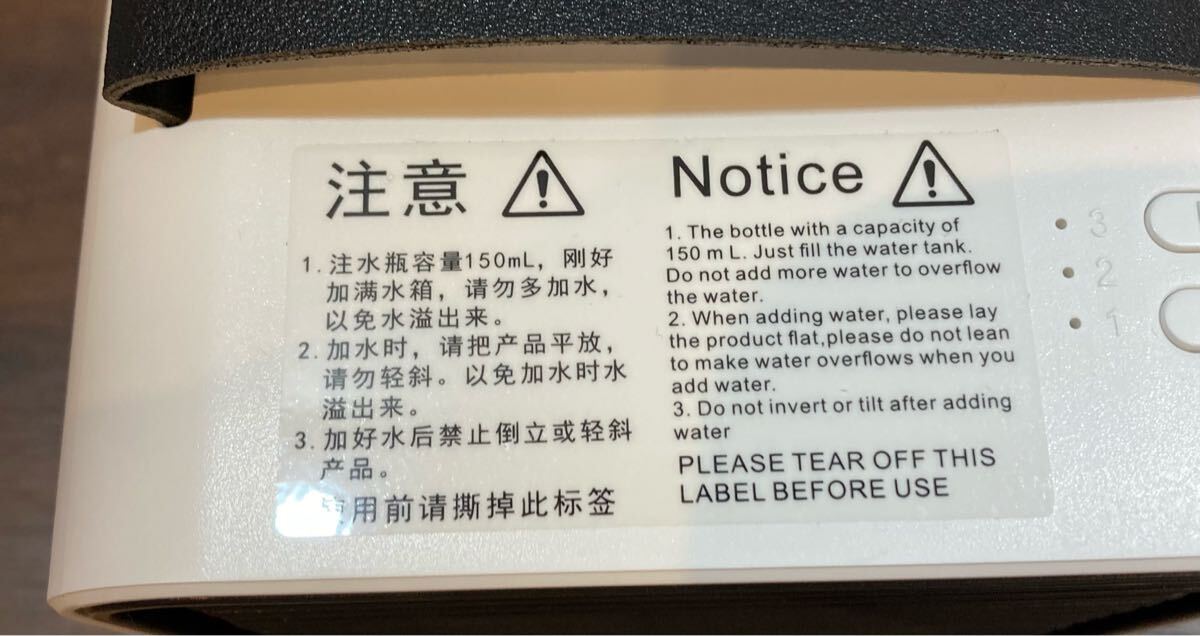 注意
1. 注水瓶容量150mL，刚好
加满水箱，请勿多加水，
以免水溢出来。
2. 加水时，请把产品平放，
请勿轻斜。以免加水时水
溢出来。
3. 加好水后禁止倒立或轻斜
产品。
用前请撕掉此标签
Notice
1. The bottle with a capacity of
150 m L. Just fill the water tank.
Do not add more water to overflow
the water.
2. When adding water, please lay
the product flat,please do not lean
to make water overflows when you
add water.
3. Do not invert or tilt after adding
water
PLEASE TEAR OFF THIS
LABEL BEFORE USE
3
2
1